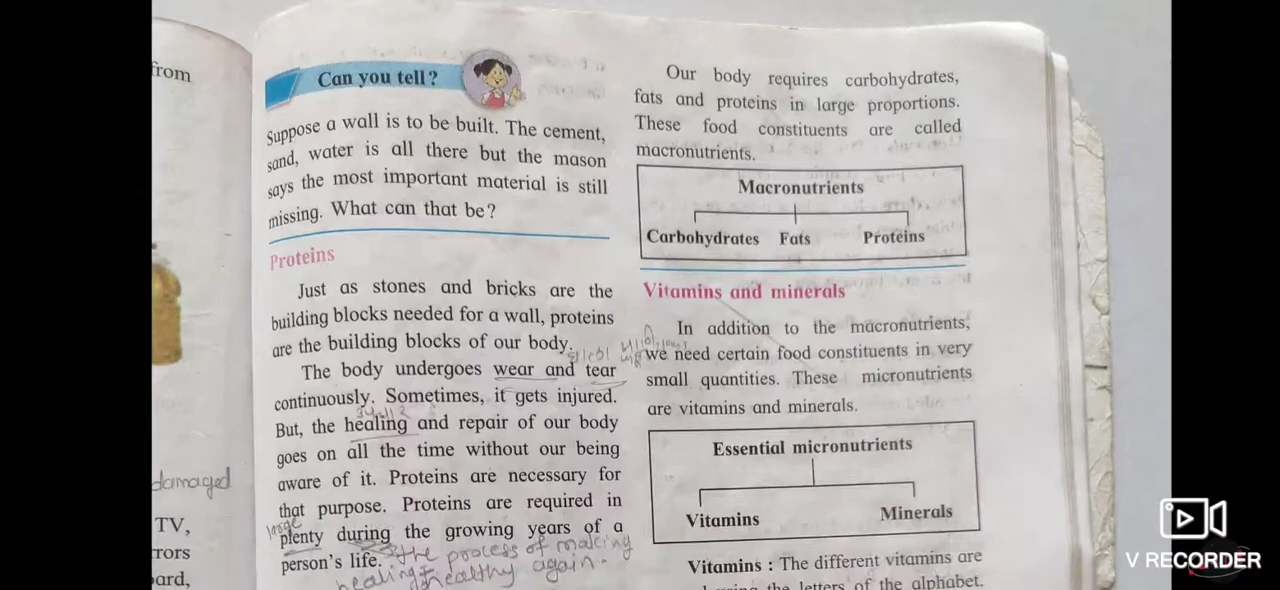 from
damaged
TV,
rrors
oard,
Can you tell?
Suppose a wall is to be built. The cement,
sand, water is all there but the mason
says the most important material is still
missing. What can that be?
Proteins
Just as stones and bricks are the
building blocks needed for a wall, proteins
are the building blocks of our body.
The body undergoes wear and tear
continuously. Sometimes, it gets injured.
But, the healing and repair of our body
goes on all the time without our being
aware of it. Proteins are necessary for
that purpose. Proteins are required in
large
plenty during the growing years of a
person's life.
the process of making
healing = healthy again.
Our body requires carbohydrates,
fats and proteins in large proportions.
These food constituents are called
macronutrients.
Macronutrients
Carbohydrates Fats Proteins
Vitamins and minerals
In addition to the macronutrients,
we need certain food constituents in very
small quantities. These micronutrients
are vitamins and minerals.
Essential micronutrients
Vitamins Minerals
Vitamins : The different vitamins are
the letters of the alphabet.
V RECORDER